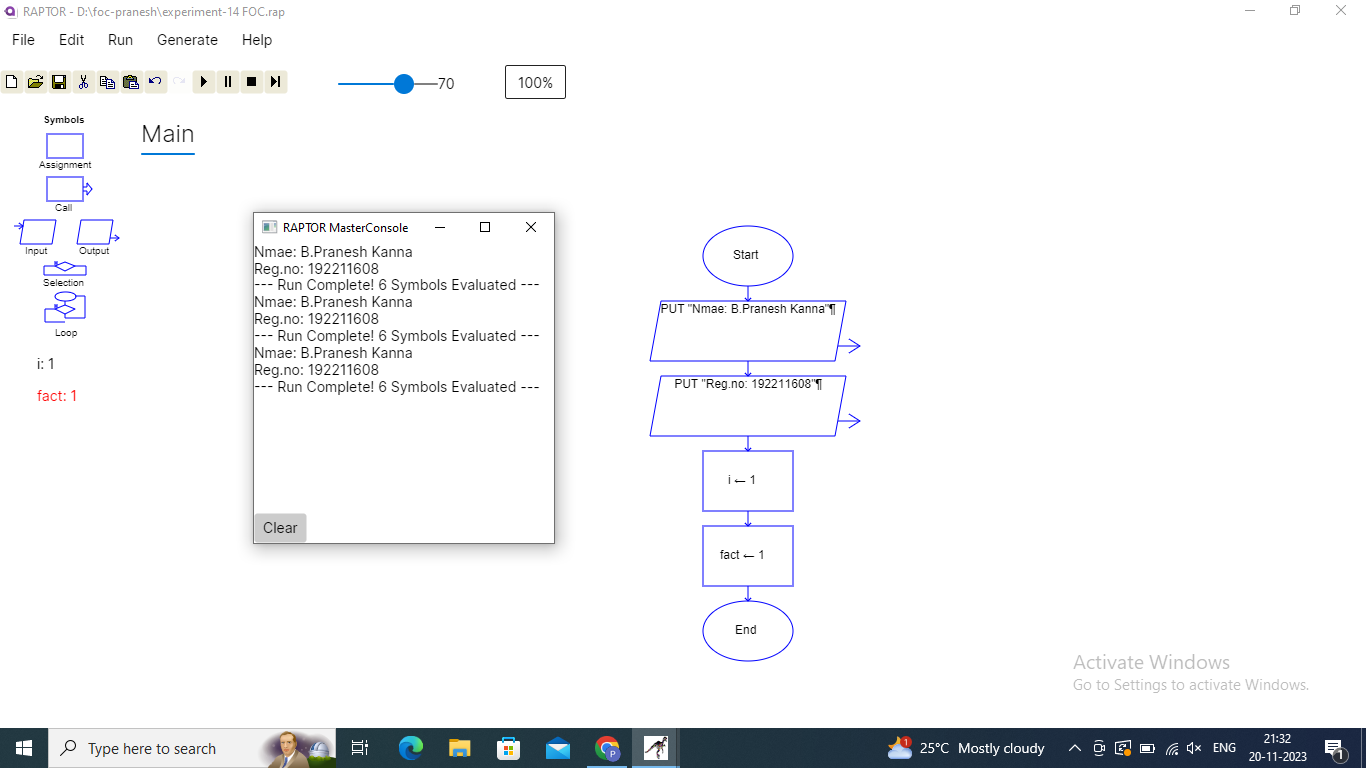 RAPTOR - D:\foc-pranesh\experiment-14 FOC.rap
File Edit Run Generate Help
70
100%
Symbols
Assignment
Call
Input Output
Selection
Loop
i: 1
fact: 1
Main
RAPTOR MasterConsole
Nmae: B.Pranesh Kanna
Reg.no: 192211608
--- Run Complete! 6 Symbols Evaluated ---
Nmae: B.Pranesh Kanna
Reg.no: 192211608
--- Run Complete! 6 Symbols Evaluated ---
Nmae: B.Pranesh Kanna
Reg.no: 192211608
--- Run Complete! 6 Symbols Evaluated ---
Clear
Start
PUT "Nmae: B.Pranesh Kanna"¶
PUT "Reg.no: 192211608"¶
i ← 1
fact ← 1
End
Activate Windows
Go to Settings to activate Windows.
Type here to search
P
1
25°C Mostly cloudy
ENG
21:32
20-11-2023
1